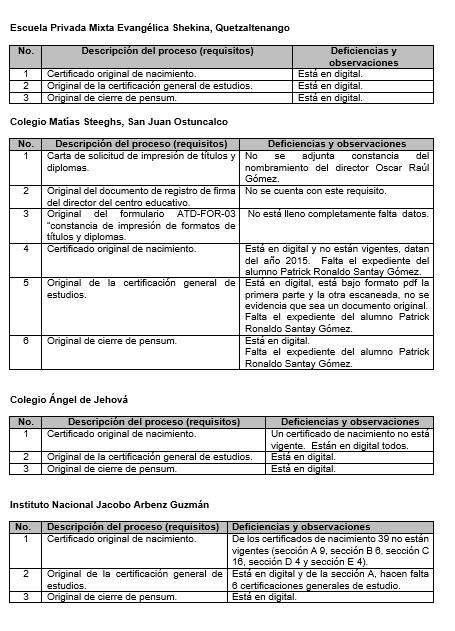 Escuela Privada Mixta Evangélica Shekina, Quetzaltenango
No. Descripción del proceso (requisitos) Deficiencias y
observaciones
1 Certificado original de nacimiento. Está en digital.
2 Original de la certificación general de estudios. Está en digital.
3 Original de cierre de pensum. Está en digital.
Colegio Matías Steeghs, San Juan Ostuncalco
No. Descripción del proceso (requisitos) Deficiencias y observaciones
1 Carta de solicitud de impresión de títulos y No se adjunta constancia del
diplomas. nombramiento del director Oscar Raúl
Gómez.
2 Original del documento de registro de firma No se cuenta con este requisito.
del director del centro educativo.
3 Original del formulario ATD-FOR-03 No está lleno completamente falta datos.
“constancia de impresión de formatos de
títulos y diplomas.
4 Certificado original de nacimiento. Está en digital y no están vigentes, datan
del año 2015. Falta el expediente del
alumno Patrick Ronaldo Santay Gómez.
5 Original de la certificación general de Está en digital, está bajo formato pdf la
estudios. primera parte y la otra escaneada, no se
evidencia que sea un documento original.
Falta el expediente del alumno Patrick
Ronaldo Santay Gómez.
6 Original de cierre de pensum. Está en digital.
Falta el expediente del alumno Patrick
Ronaldo Santay Gómez.
Colegio Ángel de Jehová
No. Descripción del proceso (requisitos) Deficiencias y observaciones
1 Certificado original de nacimiento. Un certificado de nacimiento no está
vigente. Están en digital todos.
2 Original de la certificación general de estudios. Está en digital.
3 Original de cierre de pensum. Está en digital.
Instituto Nacional Jacobo Arbenz Guzmán
No. Descripción del proceso (requisitos) Deficiencias y observaciones
1 Certificado original de nacimiento. De los certificados de nacimiento 39 no están
vigentes (sección A 9, sección B 6, sección C
16, sección D 4 y sección E 4).
2 Original de la certificación general de Está en digital y de la sección A, hacen falta
estudios. 6 certificaciones generales de estudio.
3 Original de cierre de pensum. Está en digital.